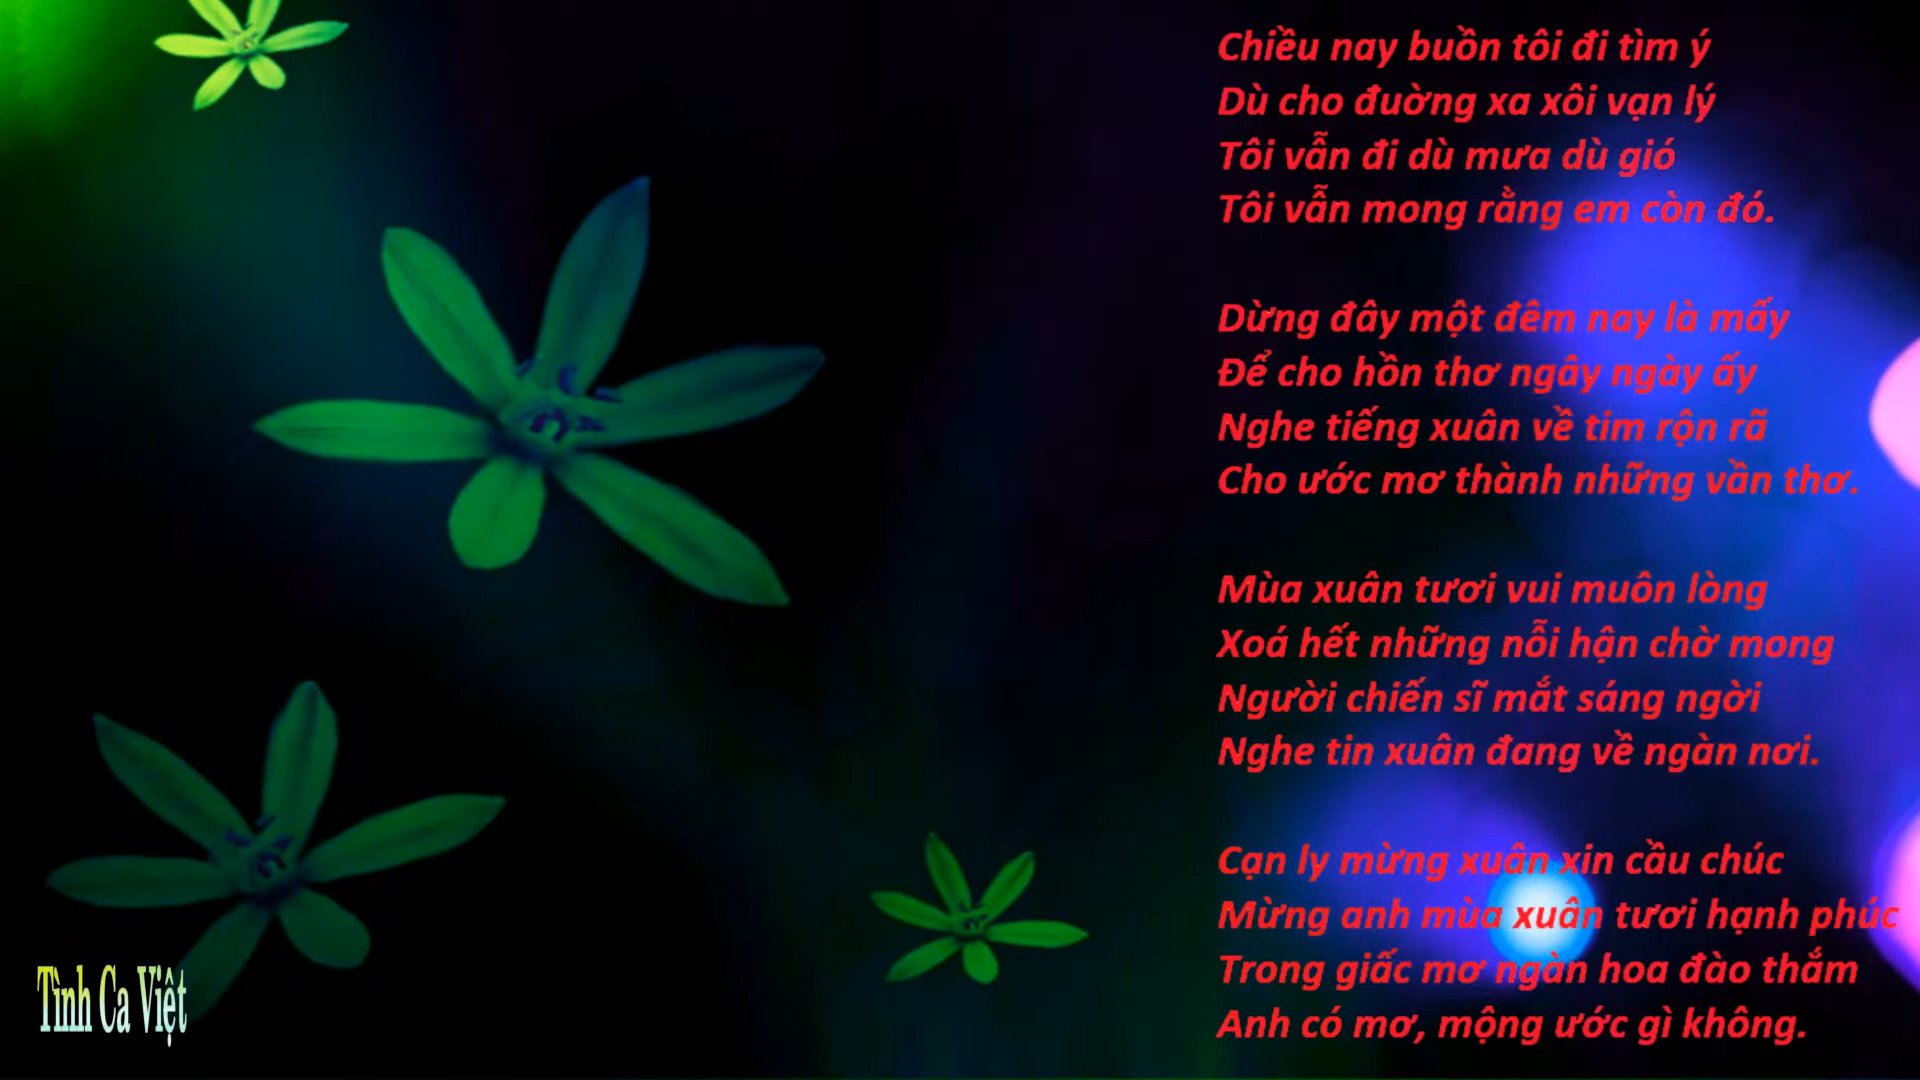 Chiều nay buồn tôi đi tìm ý
Dù cho đuờng xa xôi vạn lý
Tôi vẫn đi dù mưa dù gió
Tôi vẫn mong rằng em còn đó.
Dừng đây một đêm nay là mấy
Để cho hồn thơ ngây ngày ấy
Nghe tiếng xuân về tim rộn rã
Cho ước mơ thành những vần thơ.
Mùa xuân tươi vui muôn lòng
Xoá hết những nỗi hận chờ mong
Người chiến sĩ mắt sáng ngời
Nghe tin xuân đang về ngàn nơi.
Cạn ly mừng xuân xin cầu chúc
Mừng anh mùa xuân tươi hạnh phúc
Trong giấc mơ ngàn hoa đào thắm
Anh có mơ, mộng ước gì không.
Tình Ca Việt